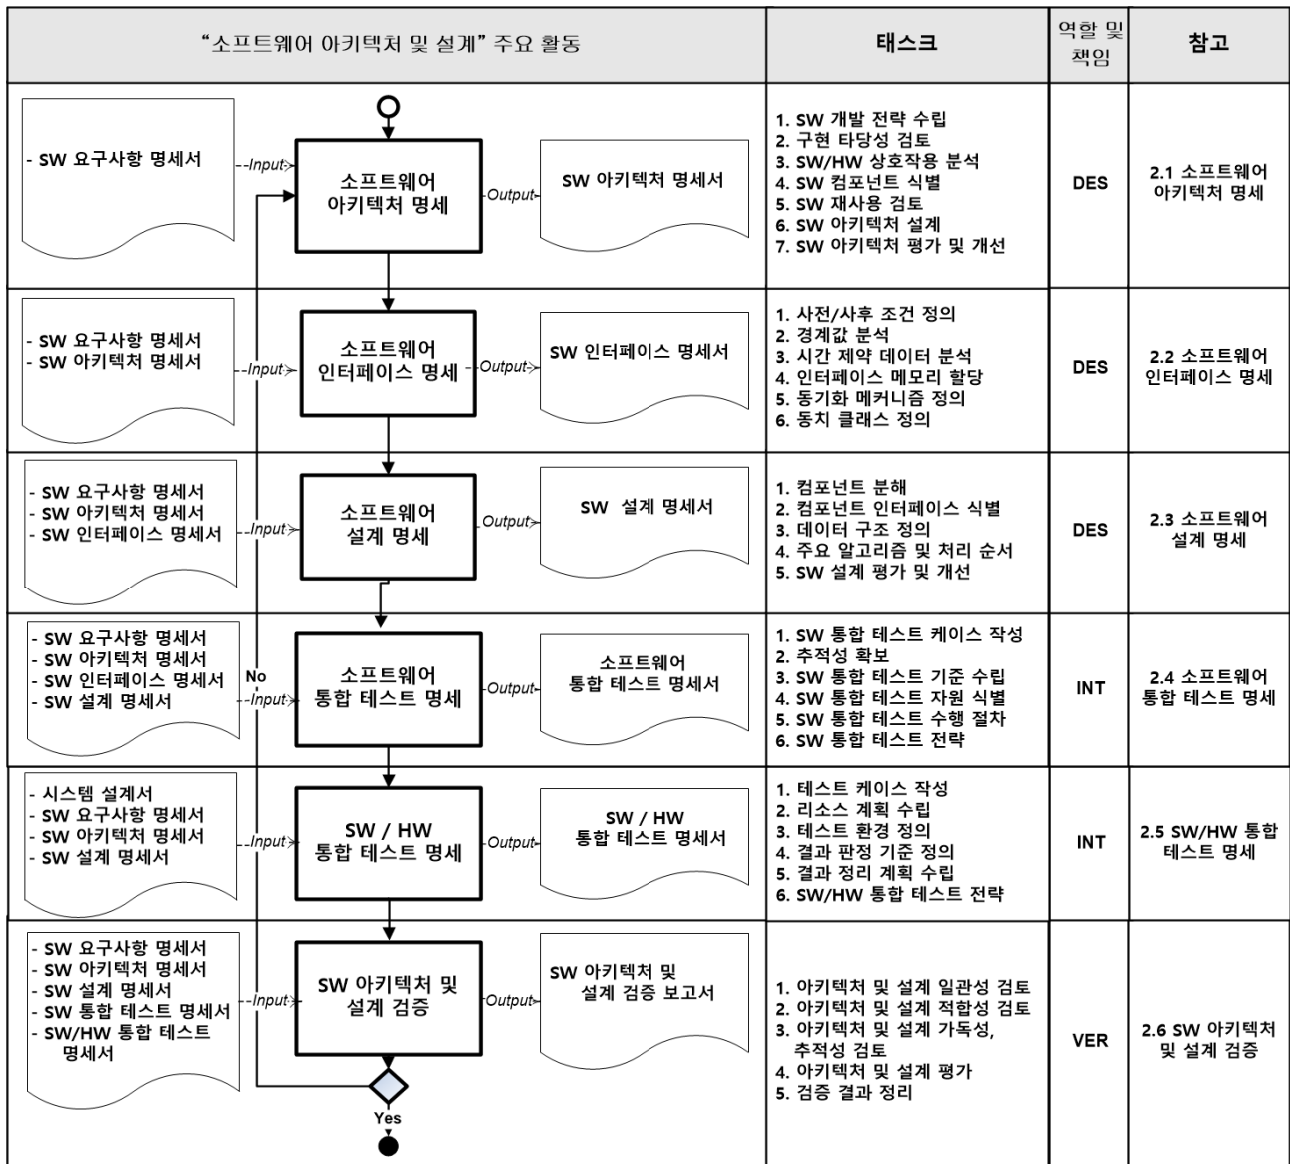 “소프트웨어 아키텍처 및 설계” 주요 활동
태스크
역할 및
책임
참고
- SW 요구사항 명세서
Input
소프트웨어
아키텍처 명세
Output
SW 아키텍처 명세서
1. SW 개발 전략 수립
2. 구현 타당성 검토
3. SW/HW 상호작용 분석
4. SW 컴포넌트 식별
5. SW 재사용 검토
6. SW 아키텍처 설계
7. SW 아키텍처 평가 및 개선
DES
2.1 소프트웨어
아키텍처 명세
- SW 요구사항 명세서
- SW 아키텍처 명세서
Input
소프트웨어
인터페이스 명세
Output
SW 인터페이스 명세서
1. 사전/사후 조건 정의
2. 경계값 분석
3. 시간 제약 데이터 분석
4. 인터페이스 메모리 할당
5. 동기화 메커니즘 정의
6. 동치 클래스 정의
DES
2.2 소프트웨어
인터페이스 명세
- SW 요구사항 명세서
- SW 아키텍처 명세서
- SW 인터페이스 명세서
Input
소프트웨어
설계 명세
Output
SW 설계 명세서
1. 컴포넌트 분해
2. 컴포넌트 인터페이스 식별
3. 데이터 구조 정의
4. 주요 알고리즘 및 처리 순서
5. SW 설계 평가 및 개선
DES
2.3 소프트웨어
설계 명세
- SW 요구사항 명세서
- SW 아키텍처 명세서
- SW 인터페이스 명세서
- SW 설계 명세서
No
Input
소프트웨어
통합 테스트 명세
Output
소프트웨어
통합 테스트 명세서
1. SW 통합 테스트 케이스 작성
2. 추적성 확보
3. SW 통합 테스트 기준 수립
4. SW 통합 테스트 자원 식별
5. SW 통합 테스트 수행 절차
6. SW 통합 테스트 전략
INT
2.4 소프트웨어
통합 테스트 명세
- 시스템 설계서
- SW 요구사항 명세서
- SW 아키텍처 명세서
- SW 설계 명세서
Input
SW / HW
통합 테스트 명세
Output
SW / HW
통합 테스트 명세서
1. 테스트 케이스 작성
2. 리소스 계획 수립
3. 테스트 환경 정의
4. 결과 판정 기준 정의
5. 결과 정리 계획 수립
6. SW/HW 통합 테스트 전략
INT
2.5 SW/HW 통합
테스트 명세
- SW 요구사항 명세서
- SW 아키텍처 명세서
- SW 설계 명세서
- SW 통합 테스트 명세서
- SW/HW 통합 테스트
명세서
Input
SW 아키텍처 및
설계 검증
Output
SW 아키텍처 및
설계 검증 보고서
1. 아키텍처 및 설계 일관성 검토
2. 아키텍처 및 설계 적합성 검토
3. 아키텍처 및 설계 가독성,
추적성 검토
4. 아키텍처 및 설계 평가
5. 검증 결과 정리
VER
2.6 SW 아키텍처
및 설계 검증
Yes